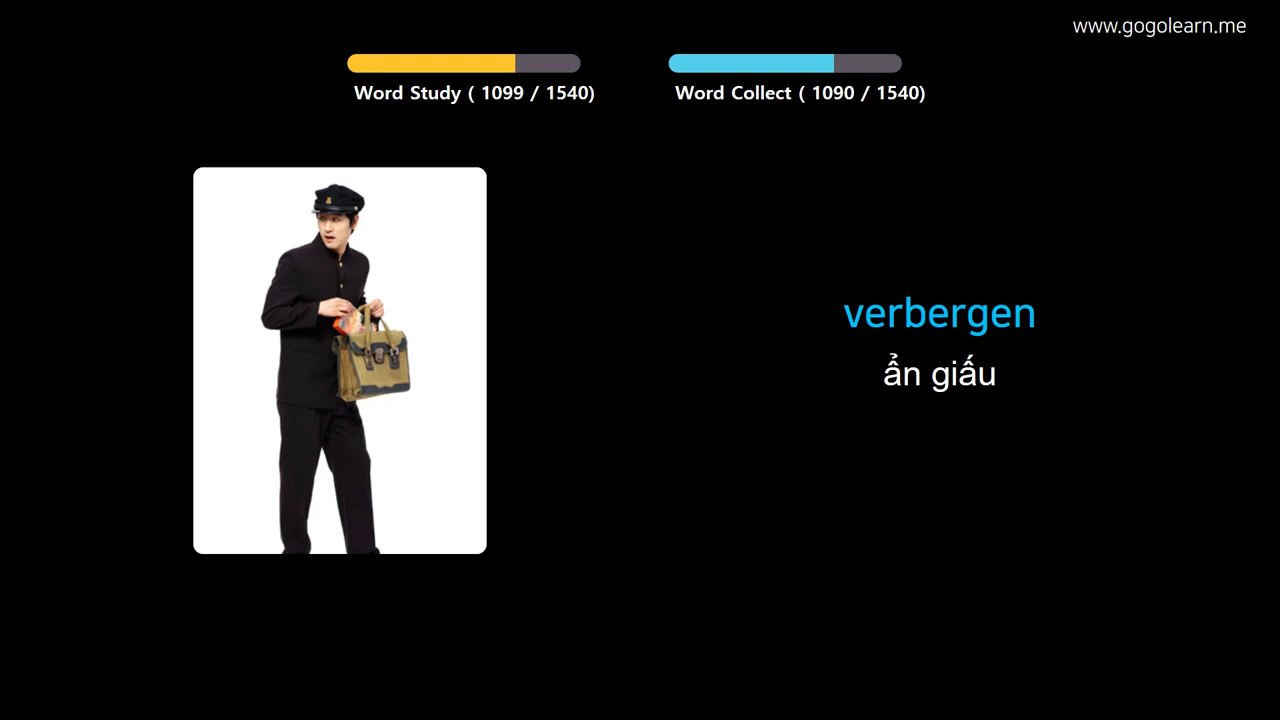 www.gogolearn.me
Word Study ( 1099 / 1540)
Word Collect ( 1090 / 1540)
verbergen
ẩn giấu